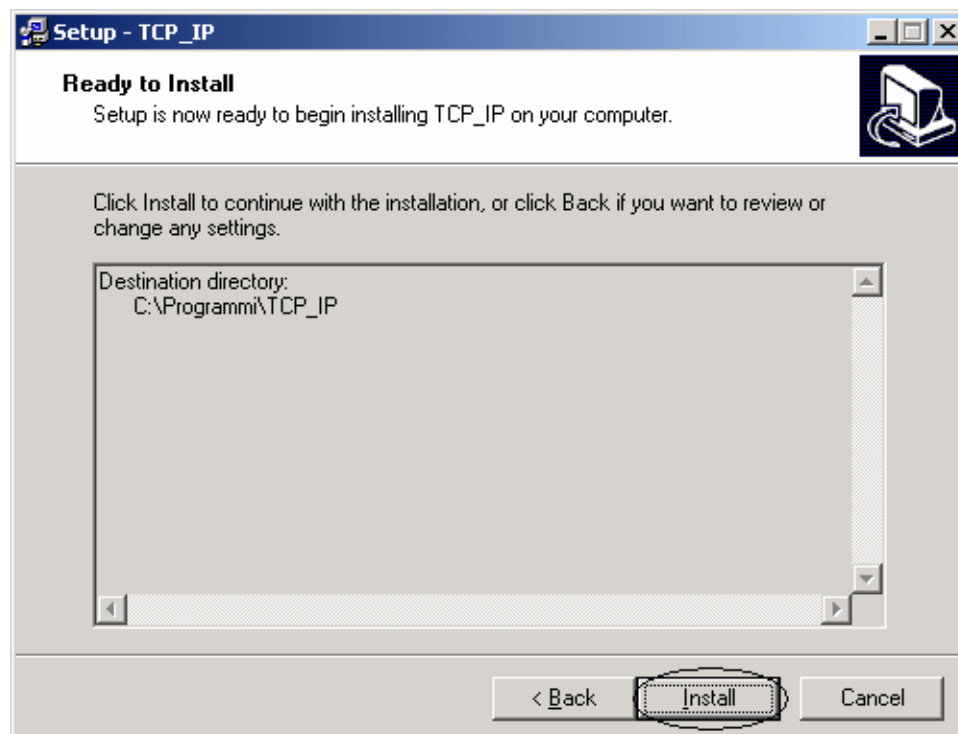 Setup - TCP_IP
Ready to Install
Setup is now ready to begin installing TCP_IP on your computer.
Click Install to continue with the installation, or click Back if you want to review or
change any settings.
Destination directory:
C:\Programmi\TCP_IP
< Back Install Cancel